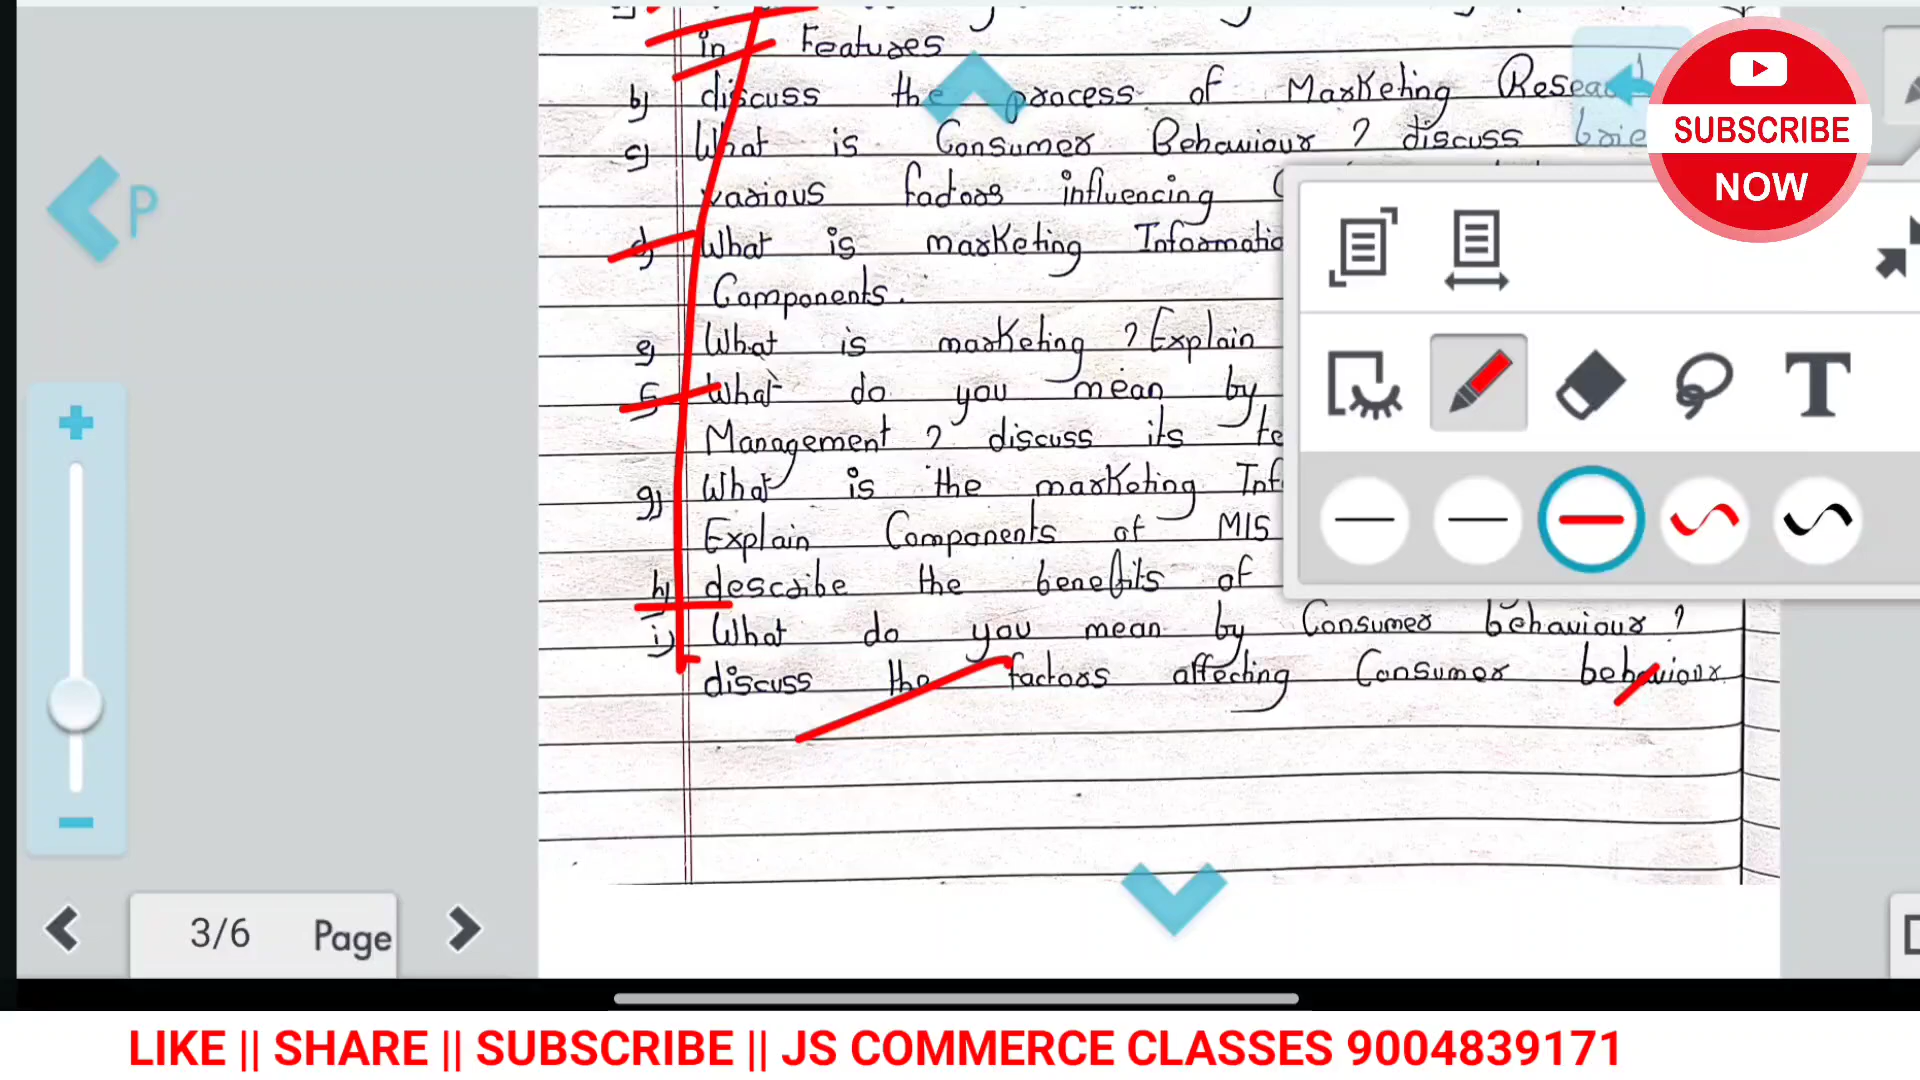 in Features
b) discuss the process of Marketing Resea
c) What is Consumer Behaviour ? discuss brie
various factors influencing C
d) What is marketing Informatio
Components.
e) What is marketing ? Explain
f) What do you mean by
Management ? discuss its te
g) What is the marketing Inf
Explain Components of MIS
h) describe the benefits of
i) What do you mean by Consumer behaviour ?
discuss the factors affecting Consumer behaviour.
P
SUBSCRIBE
NOW
T
3/6 Page
LIKE || SHARE || SUBSCRIBE || JS COMMERCE CLASSES 9004839171